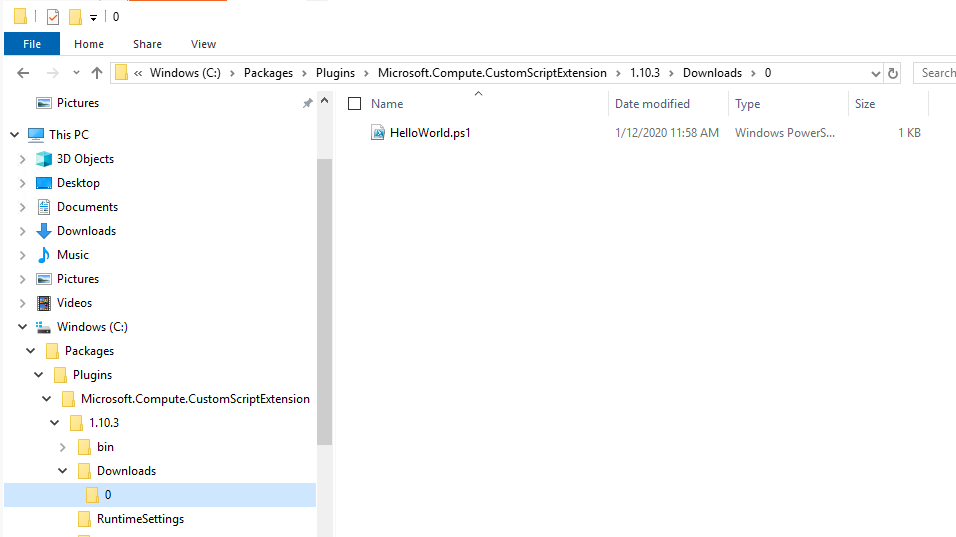 0
File Home Share View
« Windows (C:) > Packages > Plugins > Microsoft.Compute.CustomScriptExtension > 1.10.3 > Downloads > 0 Search
Name Date modified Type Size
HelloWorld.ps1 1/12/2020 11:58 AM Windows PowerS... 1 KB
Pictures
This PC
3D Objects
Desktop
Documents
Downloads
Music
Pictures
Videos
Windows (C:)
Packages
Plugins
Microsoft.Compute.CustomScriptExtension
1.10.3
bin
Downloads
0
RuntimeSettings